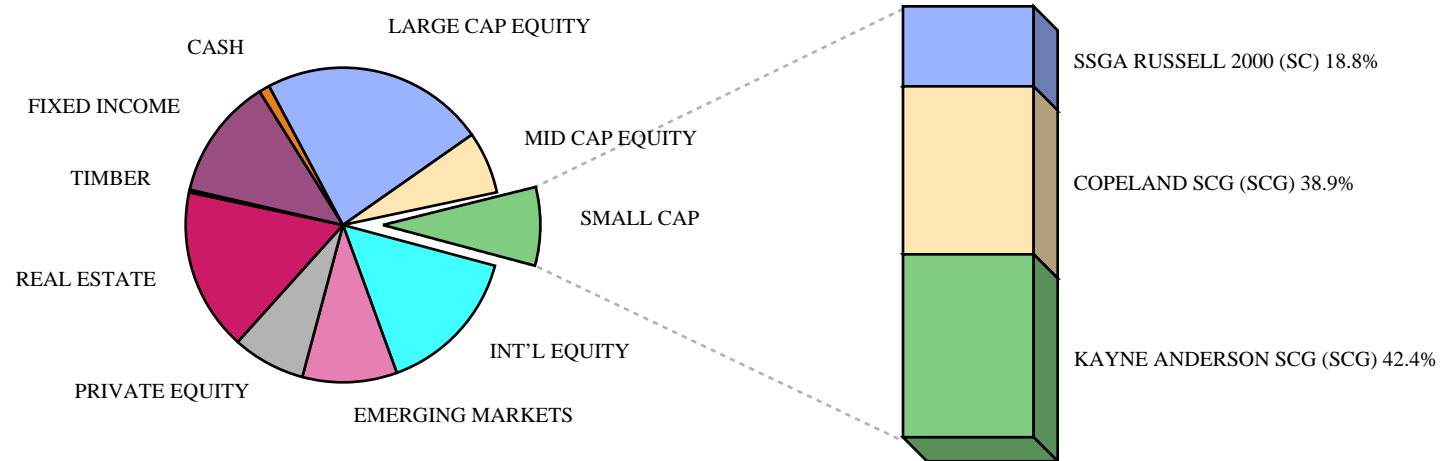 LARGE CAP EQUITY
CASH
SSGA RUSSELL 2000 (SC) 18.8%
FIXED INCOME
MID CAP EQUITY
TIMBER
COPELAND SCG (SCG) 38.9%
SMALL CAP
REAL ESTATE
INT'L EQUITY
KAYNE ANDERSON SCG (SCG) 42.4%
PRIVATE EQUITY
EMERGING MARKETS